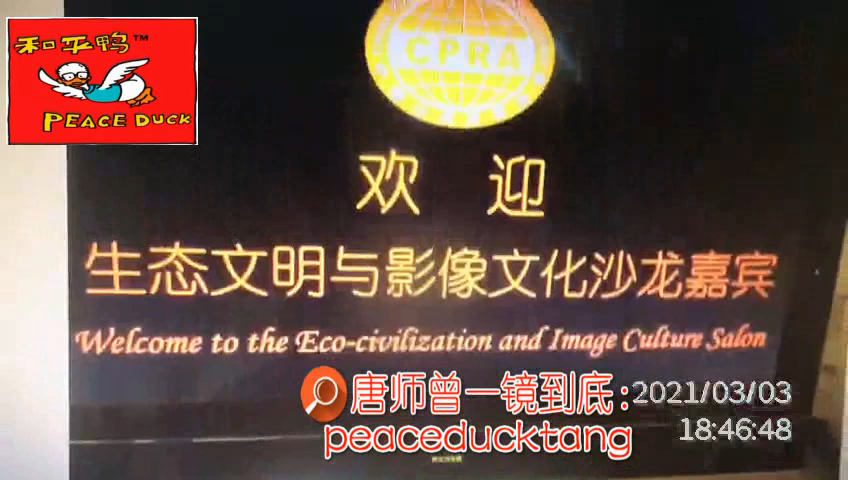 和平鸭™
PEACE DUCK
CPRA
欢迎
生态文明与影像文化沙龙嘉宾
Welcome to the Eco-civilization and Image Culture Salon
唐师曾一镜到底:
peaceducktang
2021/03/03
18:46:48